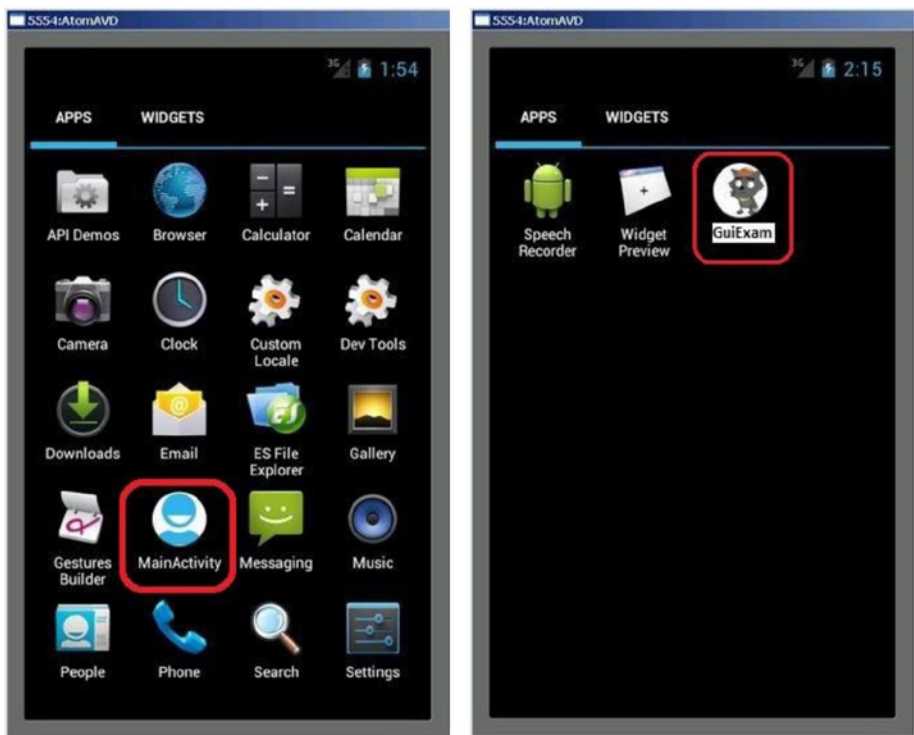 5554:AtomAVD
3G 1:54
APPS WIDGETS
API Demos Browser Calculator Calendar
Camera Clock Custom Locale Dev Tools
Downloads Email ES File Explorer Gallery
Gestures Builder MainActivity Messaging Music
People Phone Search Settings
5554:AtomAVD
3G 2:15
APPS WIDGETS
Speech Recorder Widget Preview GuiExam